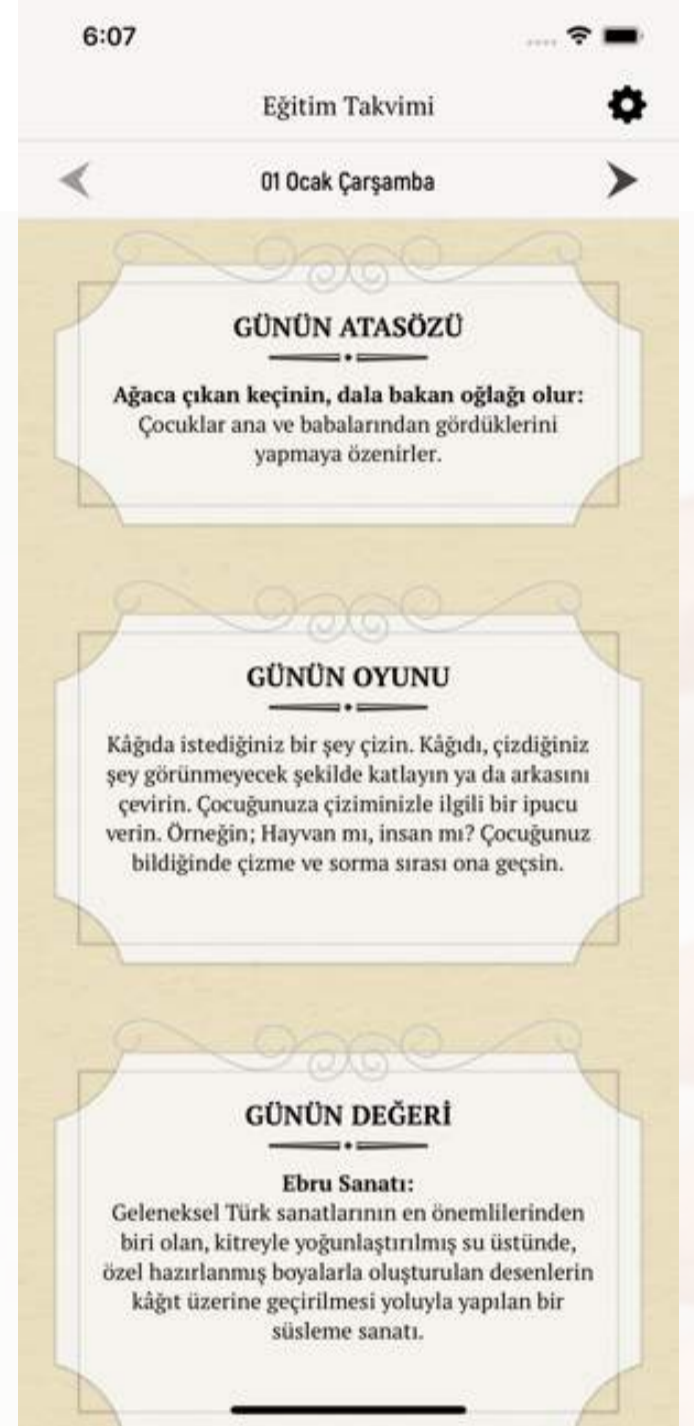 6:07
Eğitim Takvimi
01 Ocak Çarşamba
GÜNÜN ATASÖZÜ
Ağaca çıkan keçinin, dala bakan oğlağı olur:
Çocuklar ana ve babalarından gördüklerini
yapmaya özenirler.
GÜNÜN OYUNU
Kâğıda istediğiniz bir şey çizin. Kâğıdı, çizdiğiniz
şey görünmeyecek şekilde katlayın ya da arkasını
çevirin. Çocuğunuza çiziminizle ilgili bir ipucu
verin. Örneğin; Hayvan mı, insan mı? Çocuğunuz
bildiğinde çizme ve sorma sırası ona geçsin.
GÜNÜN DEĞERİ
Ebru Sanatı:
Geleneksel Türk sanatlarının en önemlilerinden
biri olan, kitreyle yoğunlaştırılmış su üstünde,
özel hazırlanmış boyalarla oluşturulan desenlerin
kâğıt üzerine geçirilmesi yoluyla yapılan bir
süsleme sanatı.